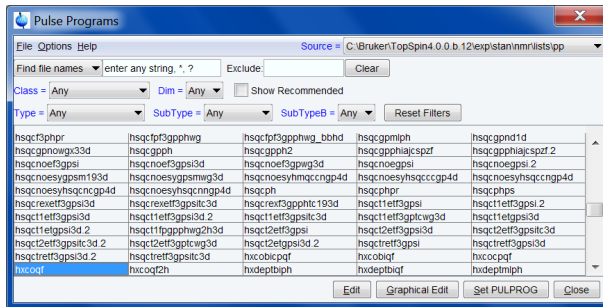 Pulse Programs
File Options Help Source = C:\Bruker\TopSpin4.0.0.b.12\exp\stan\nmr\lists\pp
Find file names enter any string, *, ? Exclude: Clear
Class = Any Dim = Any Show Recommended
Type = Any SubType = Any SubTypeB = Any Reset Filters
hsqcf3phpr hsqcfpf3gpphwg hsqcfpf3gpphwg_bbhd hsqcgpmlph hsqcgpnd1d
hsqcgpnowgx33d hsqcgpph hsqcgpph2 hsqcgpphiajcspzf hsqcgpphiajcspzf.2
hsqcnoef3gpsi hsqcnoef3gpsi3d hsqcnoef3gpwg3d hsqcnoegpsi hsqcnoegpsi.2
hsqcnoesygpsm193d hsqcnoesygpsmwg3d hsqcnoesyhmqccngp4d hsqcnoesyhsqcccgp4d hsqcnoesyhsqccngp4d
hsqcnoesyhsqcncgp4d hsqcnoesyhsqcnngp4d hsqcph hsqcphpr hsqcphps
hsqcrexetf3gpsi3d hsqcrexetf3gpsitc3d hsqcrexf3gpphtc193d hsqct1etf3gpsi hsqct1etf3gpsi.2
hsqct1etf3gpsi3d hsqct1etf3gpsi3d.2 hsqct1etf3gpsitc3d hsqct1etf3gptcwg3d hsqct1etgpsi3d
hsqct1etgpsi3d.2 hsqct1fpgpphwg2h3d hsqct2etf3gpsi hsqct2etf3gpsi3d hsqct2etf3gpsitc3d
hsqct2etf3gpsitc3d.2 hsqct2etf3gptcwg3d hsqct2etgpsi3d.2 hsqctretf3gpsi hsqctretf3gpsi3d
hsqctretf3gpsi3d.2 hsqctretf3gpsitc3d hxcobicpqf hxcobiqf hxcocpqf
hxcoqf hxcoqf2h hxdeptbiph hxdeptbiqf hxdeptmlph
Edit Graphical Edit Set PULPROG Close